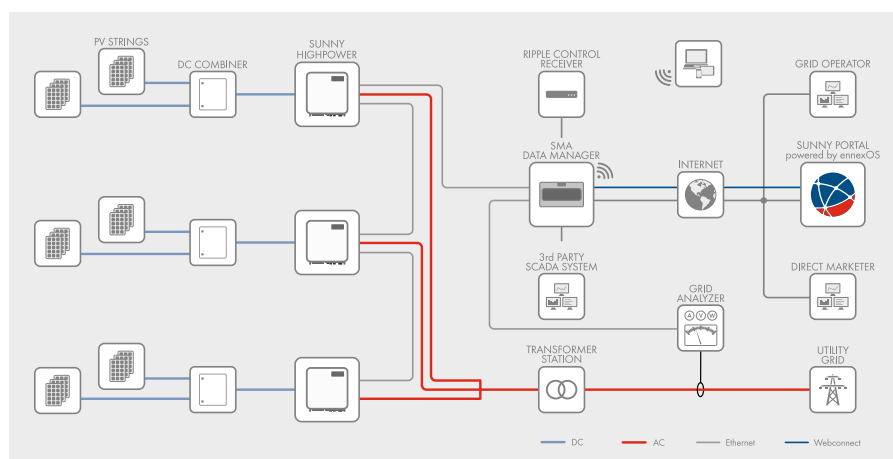 PV STRINGS
DC COMBINER
SUNNY
HIGHPOWER
RIPPLE CONTROL
RECEIVER
GRID OPERATOR
SMA
DATA MANAGER
INTERNET
SUNNY PORTAL
powered by ennexOS
3rd PARTY
SCADA SYSTEM
GRID
ANALYZER
A V W
DIRECT MARKETER
TRANSFORMER
STATION
UTILITY
GRID
DC
AC
Ethernet
Webconnect